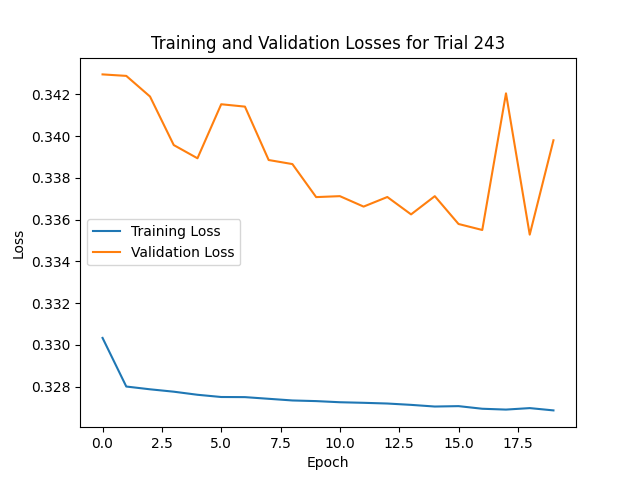 Training and Validation Losses for Trial 243
Loss
0.342
0.340
0.338
0.336
0.334
0.332
0.330
0.328
Training Loss
Validation Loss
0.0 2.5 5.0 7.5 10.0 12.5 15.0 17.5
Epoch